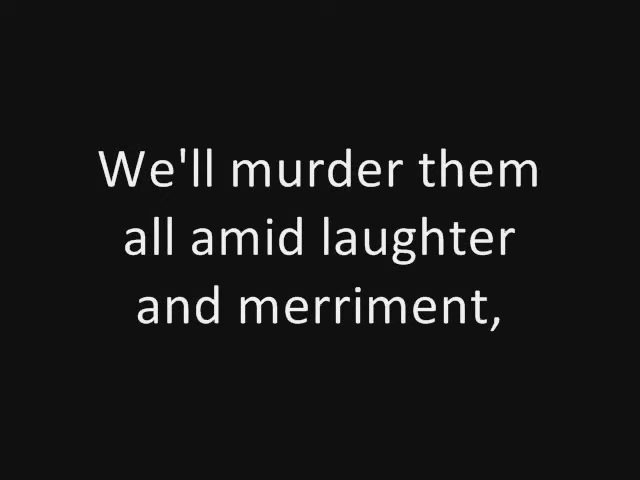 We'll murder them
all amid laughter
and merriment,